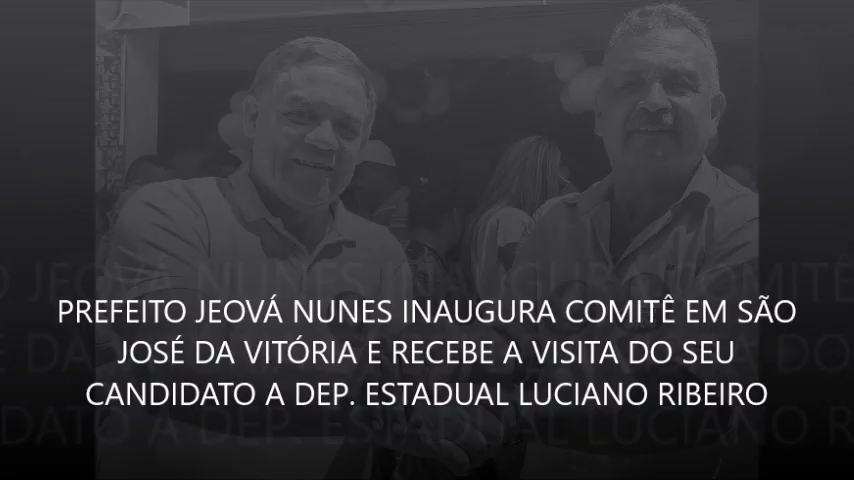 PREFEITO JEOVÁ NUNES INAUGURA COMITÊ EM SÃO
JOSÉ DA VITÓRIA E RECEBE A VISITA DO SEU
CANDIDATO A DEP. ESTADUAL LUCIANO RIBEIRO